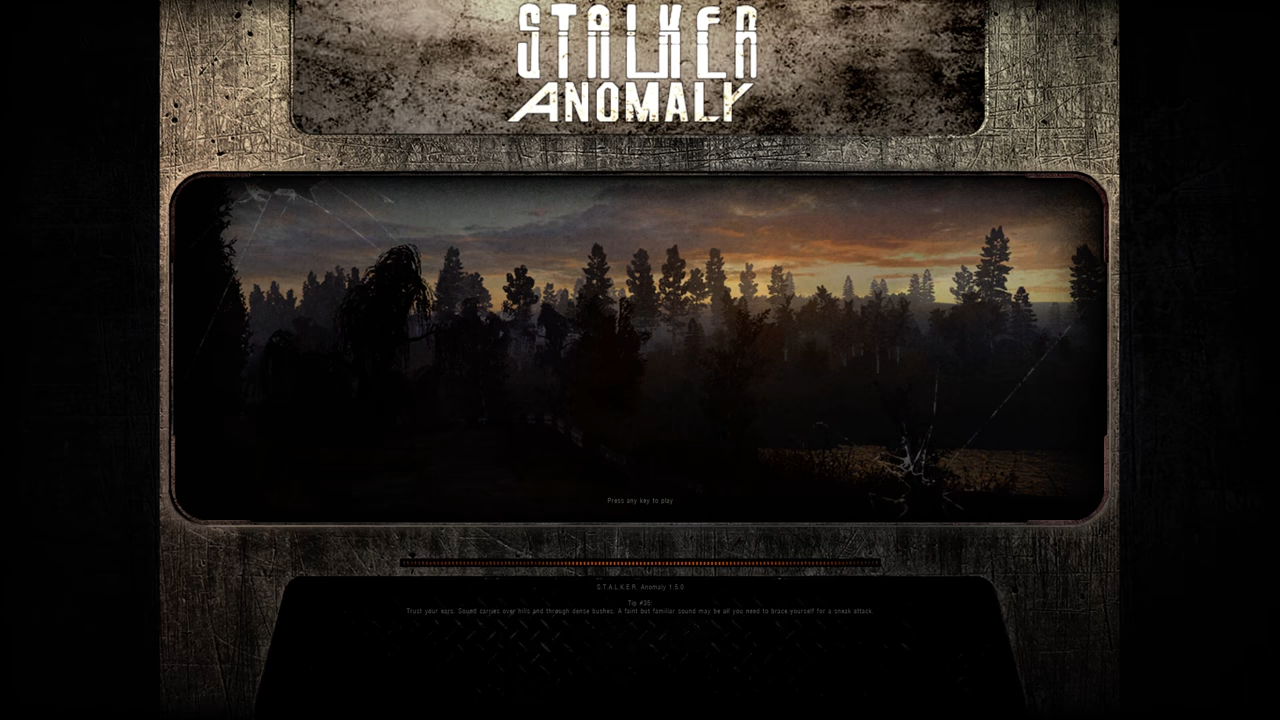 STALKER
ANOMALY
Press any key to play
S.T.A.L.K.E.R. Anomaly 1.5.0
Tip #35:
Trust your ears. Sound carries over hills and through dense bushes. A faint but familiar sound may be all you need to brace yourself for a sneak attack.